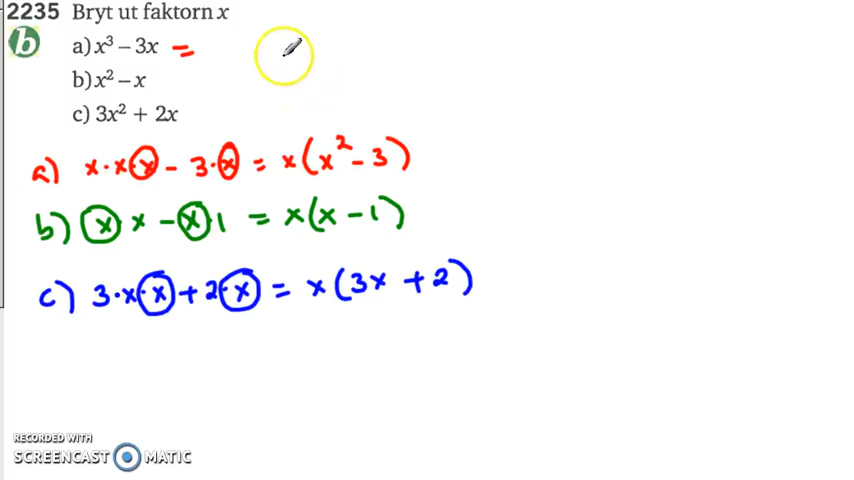 2235 Bryt ut faktorn x
b a) x³ – 3x =
b) x² – x
c) 3x² + 2x
a) x·x·x - 3·x = x(x² - 3)
b) x x - x·1 = x(x - 1)
c) 3·x·x + 2·x = x(3x + 2)
RECORDED WITH
SCREENCAST MATIC